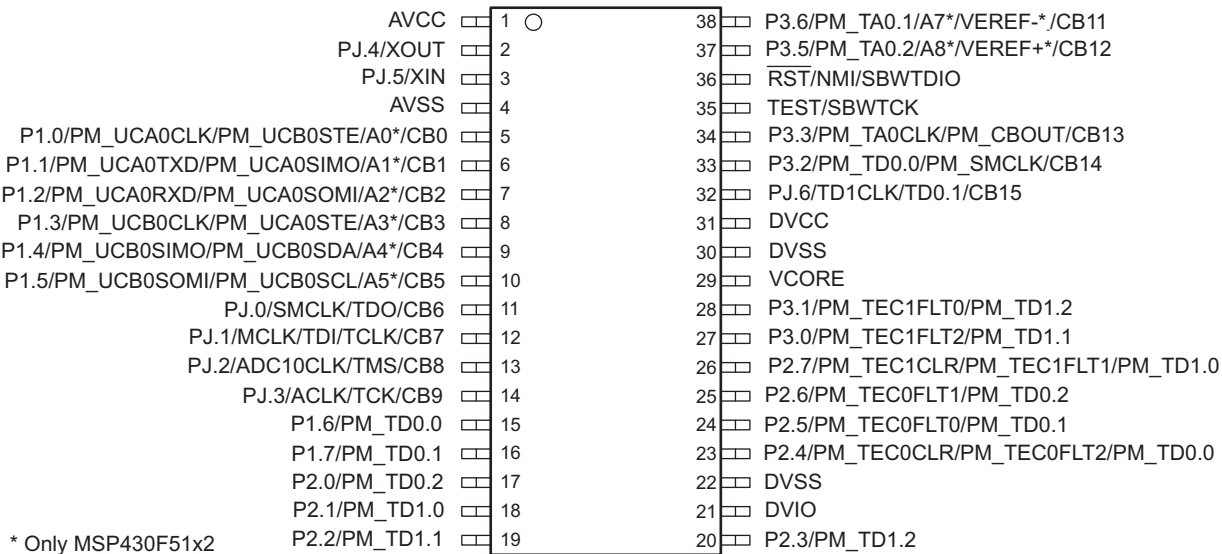 AVCC 1 38 P3.6/PM_TA0.1/A7*/VEREF-*/CB11
PJ.4/XOUT 2 37 P3.5/PM_TA0.2/A8*/VEREF+*/CB12
PJ.5/XIN 3 36 RST/NMI/SBWTDIO
AVSS 4 35 TEST/SBWTCK
P1.0/PM_UCA0CLK/PM_UCB0STE/A0*/CB0 5 34 P3.3/PM_TA0CLK/PM_CBOUT/CB13
P1.1/PM_UCA0TXD/PM_UCA0SIMO/A1*/CB1 6 33 P3.2/PM_TD0.0/PM_SMCLK/CB14
P1.2/PM_UCA0RXD/PM_UCA0SOMI/A2*/CB2 7 32 PJ.6/TD1CLK/TD0.1/CB15
P1.3/PM_UCB0CLK/PM_UCA0STE/A3*/CB3 8 31 DVCC
P1.4/PM_UCB0SIMO/PM_UCB0SDA/A4*/CB4 9 30 DVSS
P1.5/PM_UCB0SOMI/PM_UCB0SCL/A5*/CB5 10 29 VCORE
PJ.0/SMCLK/TDO/CB6 11 28 P3.1/PM_TEC1FLT0/PM_TD1.2
PJ.1/MCLK/TDI/TCLK/CB7 12 27 P3.0/PM_TEC1FLT2/PM_TD1.1
PJ.2/ADC10CLK/TMS/CB8 13 26 P2.7/PM_TEC1CLR/PM_TEC1FLT1/PM_TD1.0
PJ.3/ACLK/TCK/CB9 14 25 P2.6/PM_TEC0FLT1/PM_TD0.2
P1.6/PM_TD0.0 15 24 P2.5/PM_TEC0FLT0/PM_TD0.1
P1.7/PM_TD0.1 16 23 P2.4/PM_TEC0CLR/PM_TEC0FLT2/PM_TD0.0
P2.0/PM_TD0.2 17 22 DVSS
P2.1/PM_TD1.0 18 21 DVIO
P2.2/PM_TD1.1 19 20 P2.3/PM_TD1.2
* Only MSP430F51x2